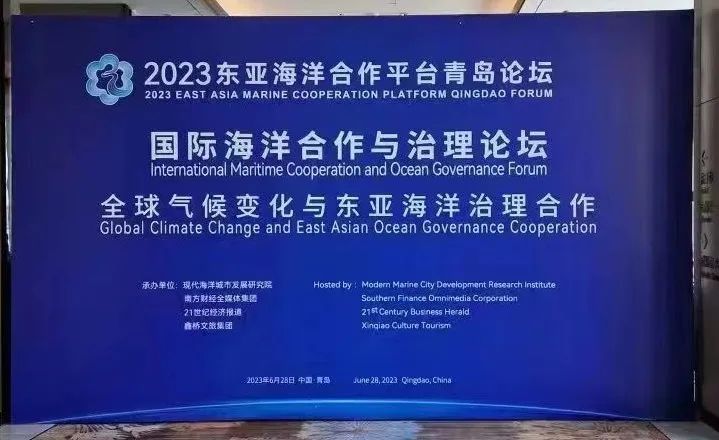 2023东亚海洋合作平台青岛论坛
2023 EAST ASIA MARINE COOPERATION PLATFORM QINGDAO FORUM
国际海洋合作与治理论坛
International Maritime Cooperation and Ocean Governance Forum
全球气候变化与东亚海洋治理合作
Global Climate Change and East Asian Ocean Governance Cooperation
承办单位：现代海洋城市发展研究院
南方财经全媒体集团
21世纪经济报道
鑫桥文旅集团
Hosted by : Modern Marine City Development Research Institute
Southern Finance Omnimedia Corporation
21st Century Business Herald
Xinqiao Culture Tourism
2023年6月28日 中国·青岛 June 28, 2023 Qingdao, China